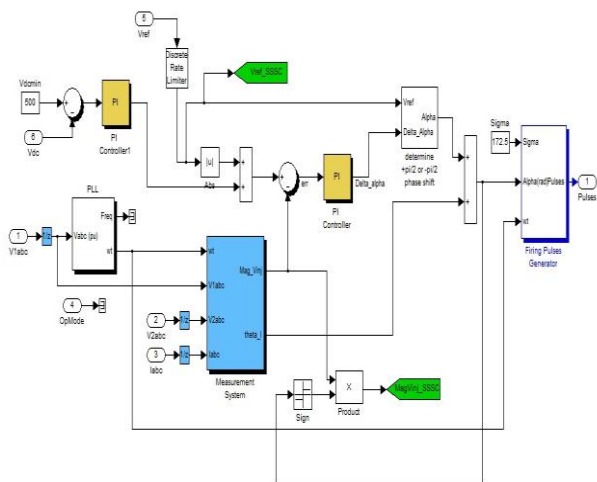 5
Vref
Discrete
Rate
Limiter
Vref_SSSC
Vdcmin
500
PI
PI
Controller1
6
Vdc
|u|
Abs
err
PI
Delta_alpha
PI
Controller
Vref
Alpha
Delta_Alpha
determine
+pi/2 or -pi/2
phase shift
Sigma
172.5
Sigma
Alpha(rad)Pulses
wt
Firing Pulses
Generator
1
Pulses
PLL
Freq
Vabc (pu)
wt
1
V1abc
1/z
4
OpMode
wt
Mag_Vinj
V1abc
V2abc
theta_I
Iabc
Measurement
System
2
V2abc
1/z
3
Iabc
1/z
Sign
X
Product
MagVinj_SSSC